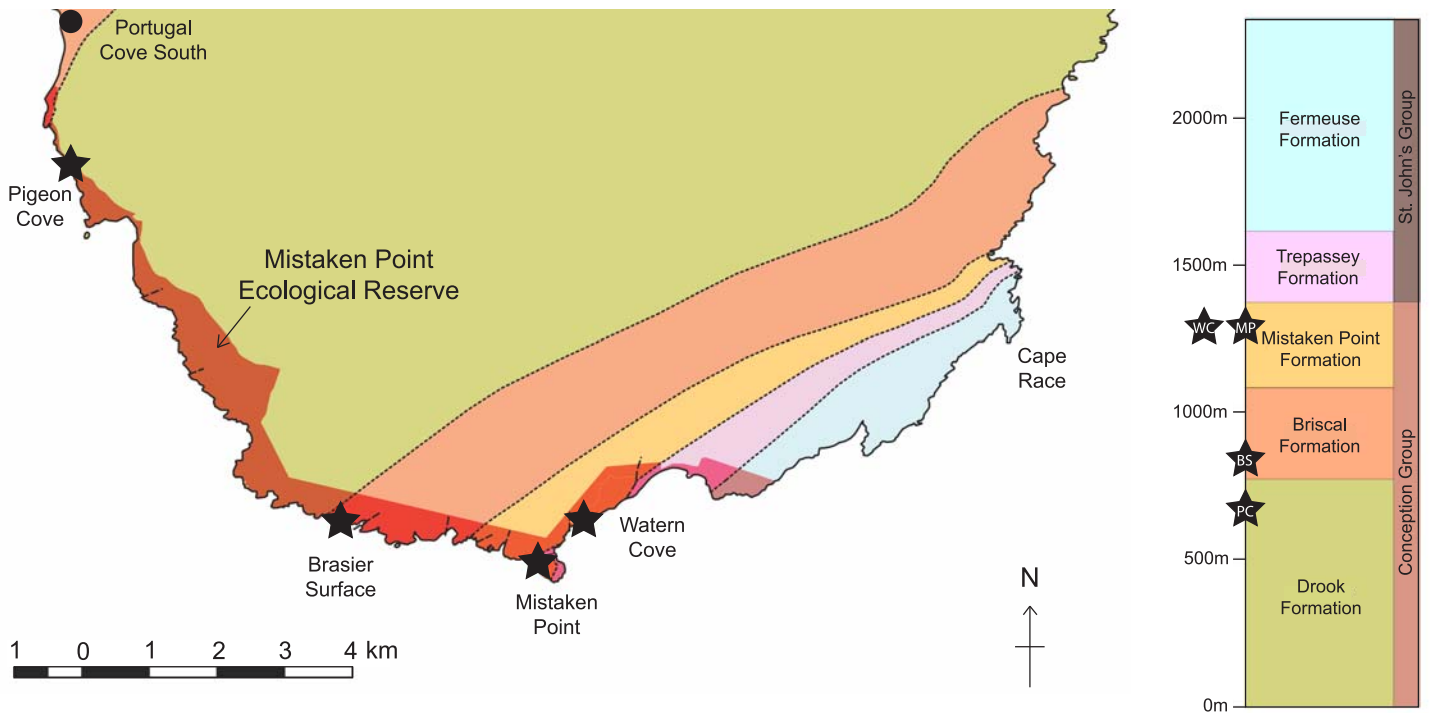 Portugal
Cove South
Pigeon
Cove
Mistaken Point
Ecological Reserve
Cape
Race
Watern
Cove
Brasier
Surface
Mistaken
Point
N
1 0 1 2 3 4 km
2000m
1500m
1000m
500m
0m
Fermeuse
Formation
Trepassey
Formation
WC MP
Mistaken Point
Formation
Briscal
Formation
BS
PC
Drook
Formation
St. John's Group
Conception Group